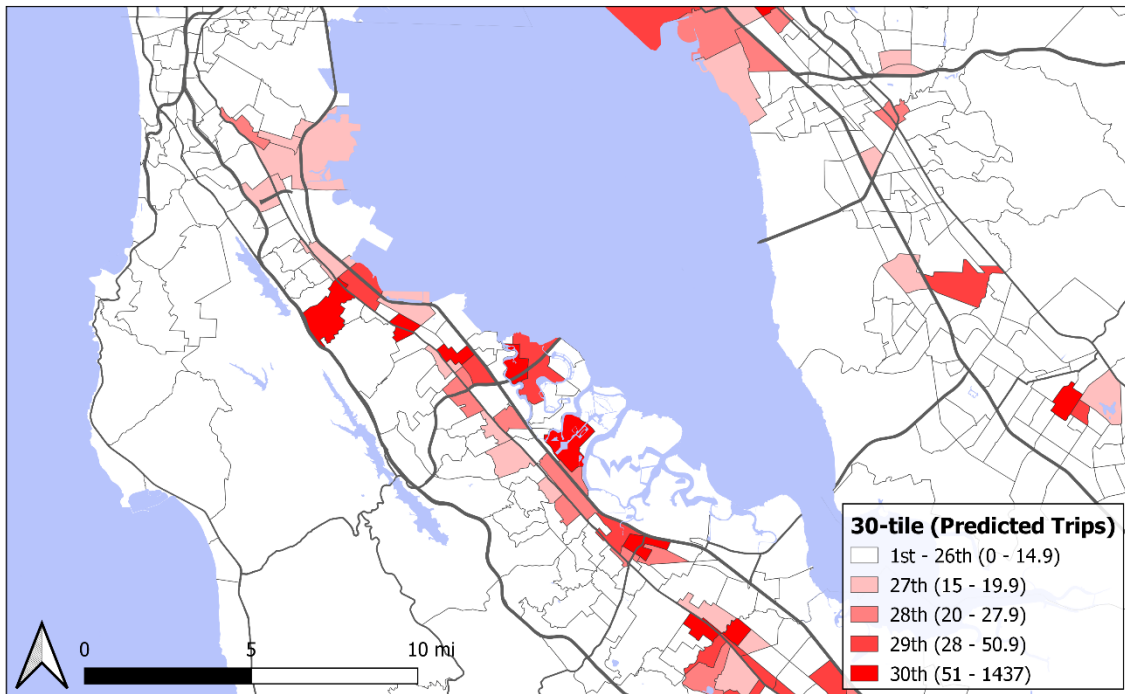 30-tile (Predicted Trips)
1st - 26th (0 - 14.9)
27th (15 - 19.9)
28th (20 - 27.9)
29th (28 - 50.9)
30th (51 - 1437)
0 5 10 mi